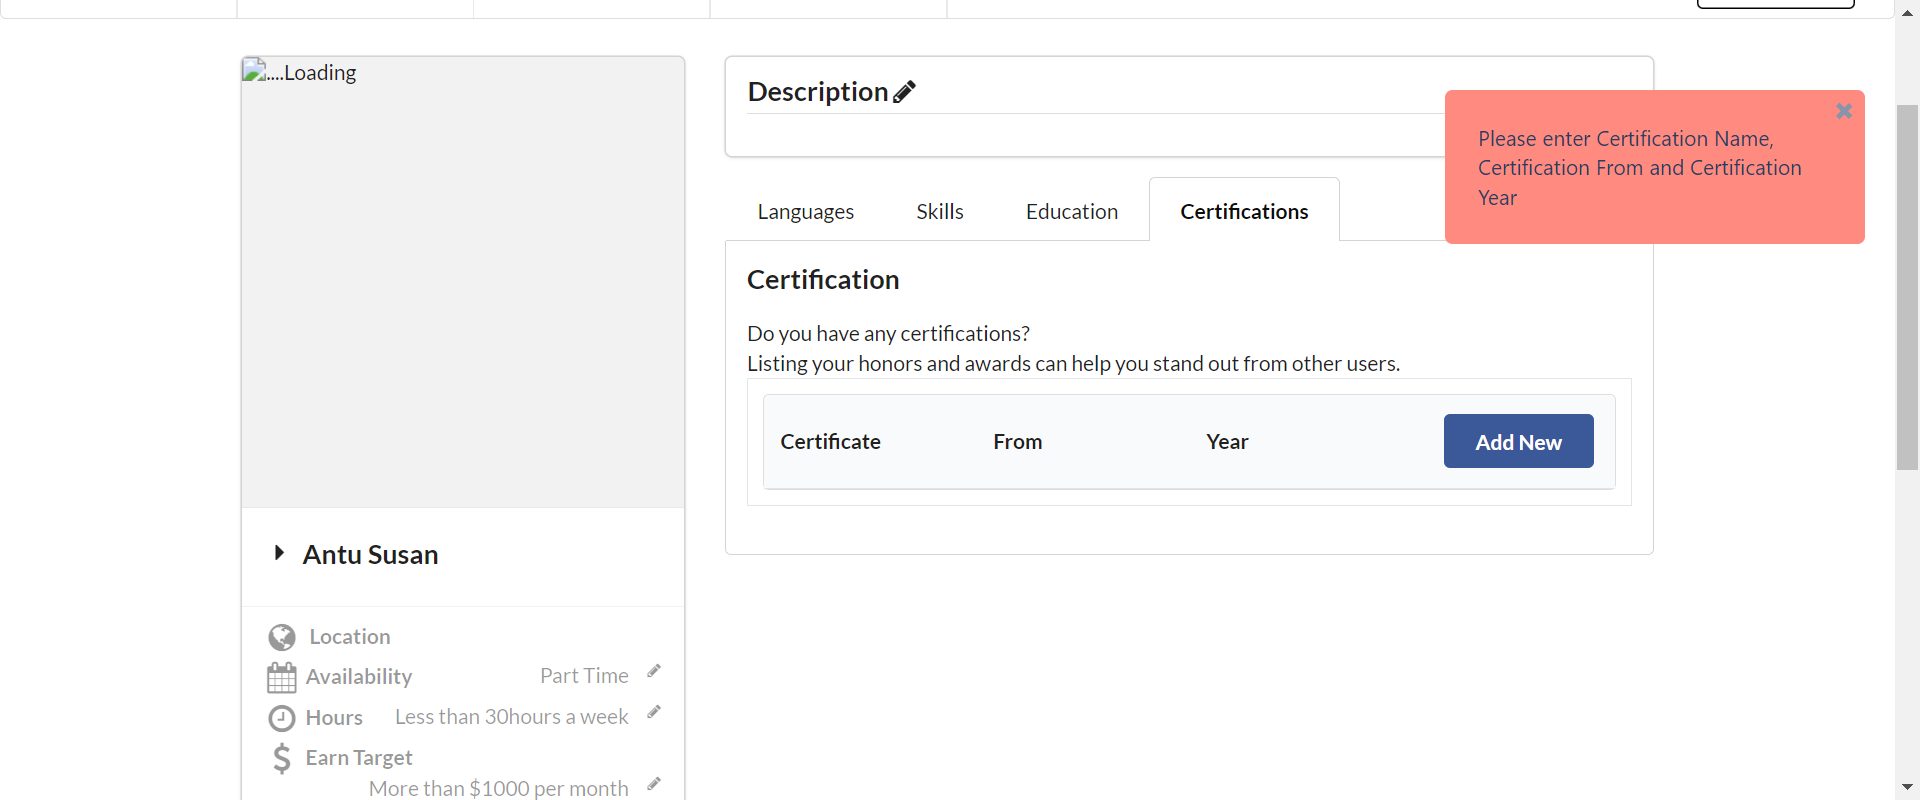 ....Loading
Description
Please enter Certification Name,
Certification From and Certification
Year
Languages Skills Education Certifications
Certification
Do you have any certifications?
Listing your honors and awards can help you stand out from other users.
Certificate From Year Add New
Antu Susan
Location
Availability Part Time
Hours Less than 30hours a week
Earn Target
More than $1000 per month